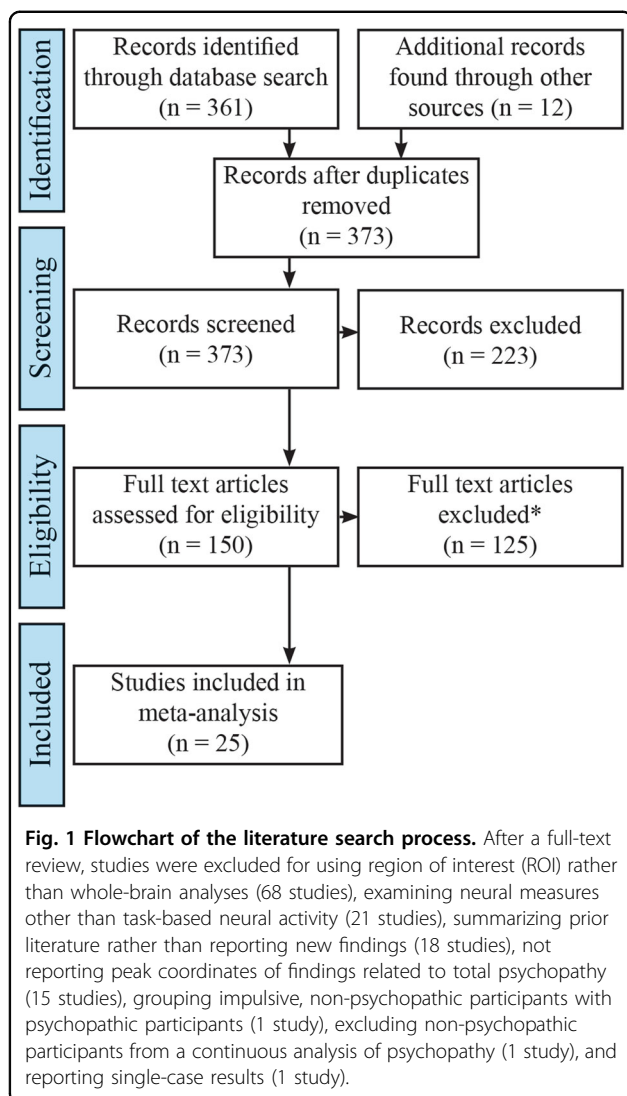 Identification
Records identified
through database search
(n = 361)
Additional records
found through other
sources (n = 12)
Records after duplicates
removed
(n = 373)
Screening
Records screened
(n = 373)
Records excluded
(n = 223)
Eligibility
Full text articles
assessed for eligibility
(n = 150)
Full text articles
excluded*
(n = 125)
Included
Studies included in
meta-analysis
(n = 25)
Fig. 1 Flowchart of the literature search process. After a full-text
review, studies were excluded for using region of interest (ROI) rather
than whole-brain analyses (68 studies), examining neural measures
other than task-based neural activity (21 studies), summarizing prior
literature rather than reporting new findings (18 studies), not
reporting peak coordinates of findings related to total psychopathy
(15 studies), grouping impulsive, non-psychopathic participants with
psychopathic participants (1 study), excluding non-psychopathic
participants from a continuous analysis of psychopathy (1 study), and
reporting single-case results (1 study).